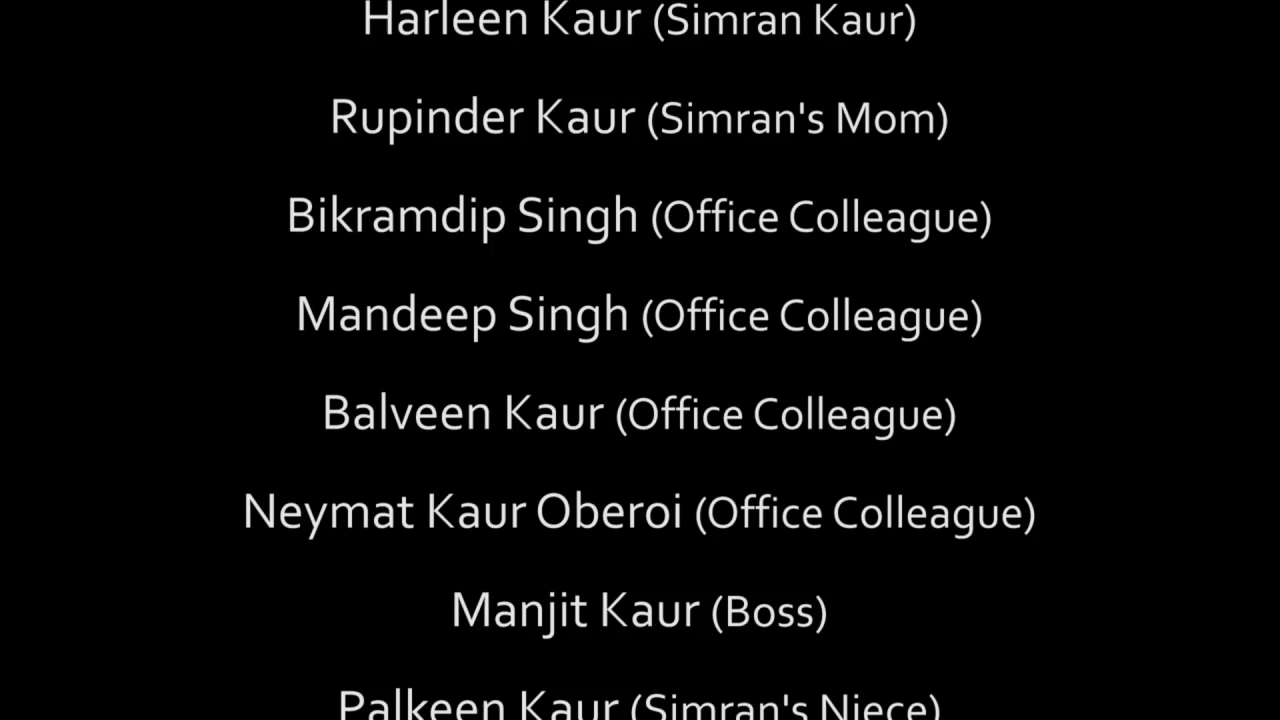 Harleen Kaur (Simran Kaur)
Rupinder Kaur (Simran's Mom)
Bikramdip Singh (Office Colleague)
Mandeep Singh (Office Colleague)
Balveen Kaur (Office Colleague)
Neymat Kaur Oberoi (Office Colleague)
Manjit Kaur (Boss)
Palkeen Kaur (Simran's Niece)